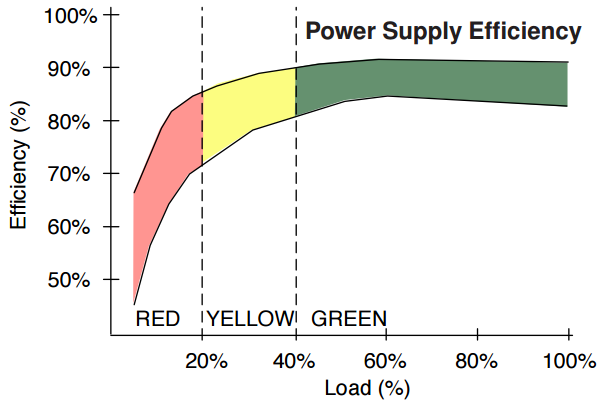 Power Supply Efficiency
100%
90%
80%
70%
60%
50%
Efficiency (%)
RED YELLOW GREEN
20% 40% 60% 80% 100%
Load (%)